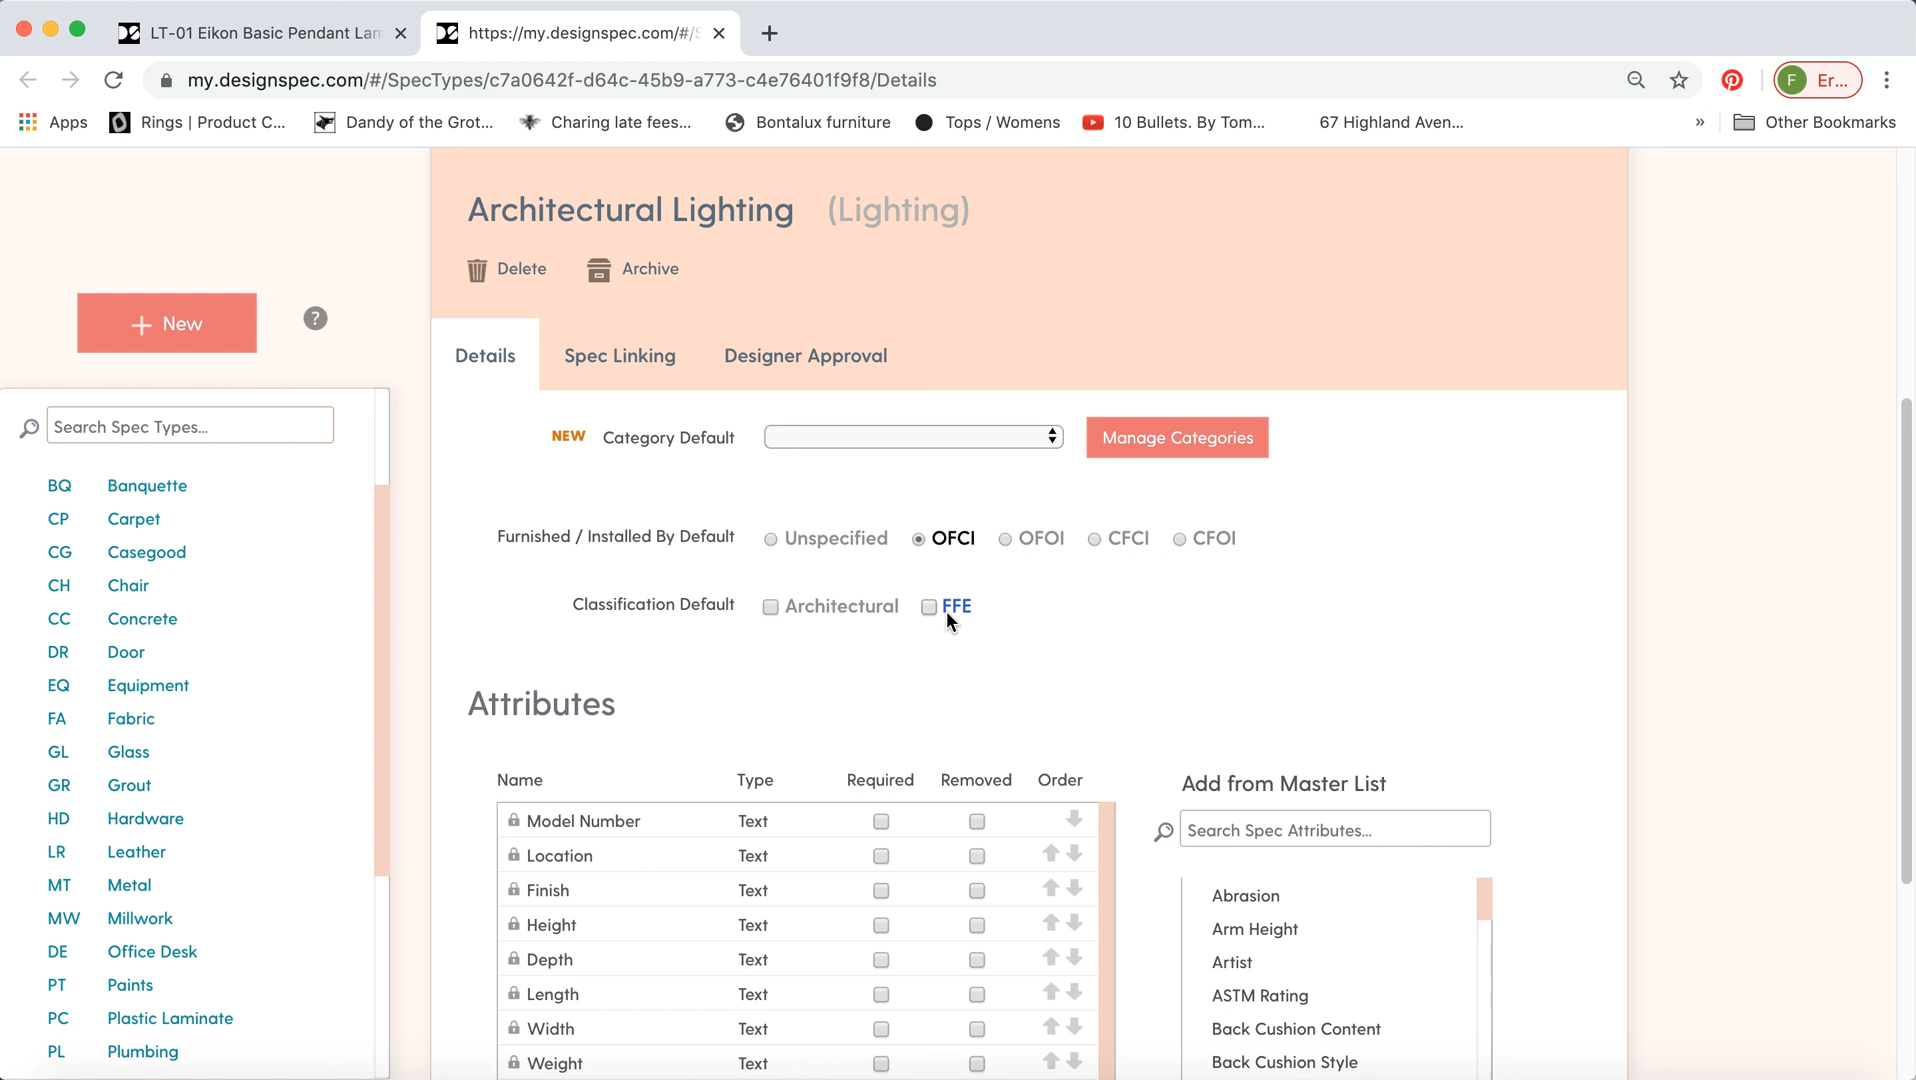 LT-01 Eikon Basic Pendant Lam
https://my.designspec.com/#/S
my.designspec.com/#/SpecTypes/c7a0642f-d64c-45b9-a773-c4e76401f9f8/Details
F Er...
Apps
Rings | Product C...
Dandy of the Grot...
Charing late fees...
Bontalux furniture
Tops / Womens
10 Bullets. By Tom...
67 Highland Aven...
»
Other Bookmarks
Architectural Lighting (Lighting)
Delete
Archive
+ New
?
Details
Spec Linking
Designer Approval
Search Spec Types...
BQ Banquette
CP Carpet
CG Casegood
CH Chair
CC Concrete
DR Door
EQ Equipment
FA Fabric
GL Glass
GR Grout
HD Hardware
LR Leather
MT Metal
MW Millwork
DE Office Desk
PT Paints
PC Plastic Laminate
PL Plumbing
NEW Category Default
Manage Categories
Furnished / Installed By Default Unspecified OFCI OFOI CFCI CFOI
Classification Default Architectural FFE
Attributes
Name Type Required Removed Order
Model Number Text
Location Text
Finish Text
Height Text
Depth Text
Length Text
Width Text
Weight Text
Add from Master List
Search Spec Attributes...
Abrasion
Arm Height
Artist
ASTM Rating
Back Cushion Content
Back Cushion Style